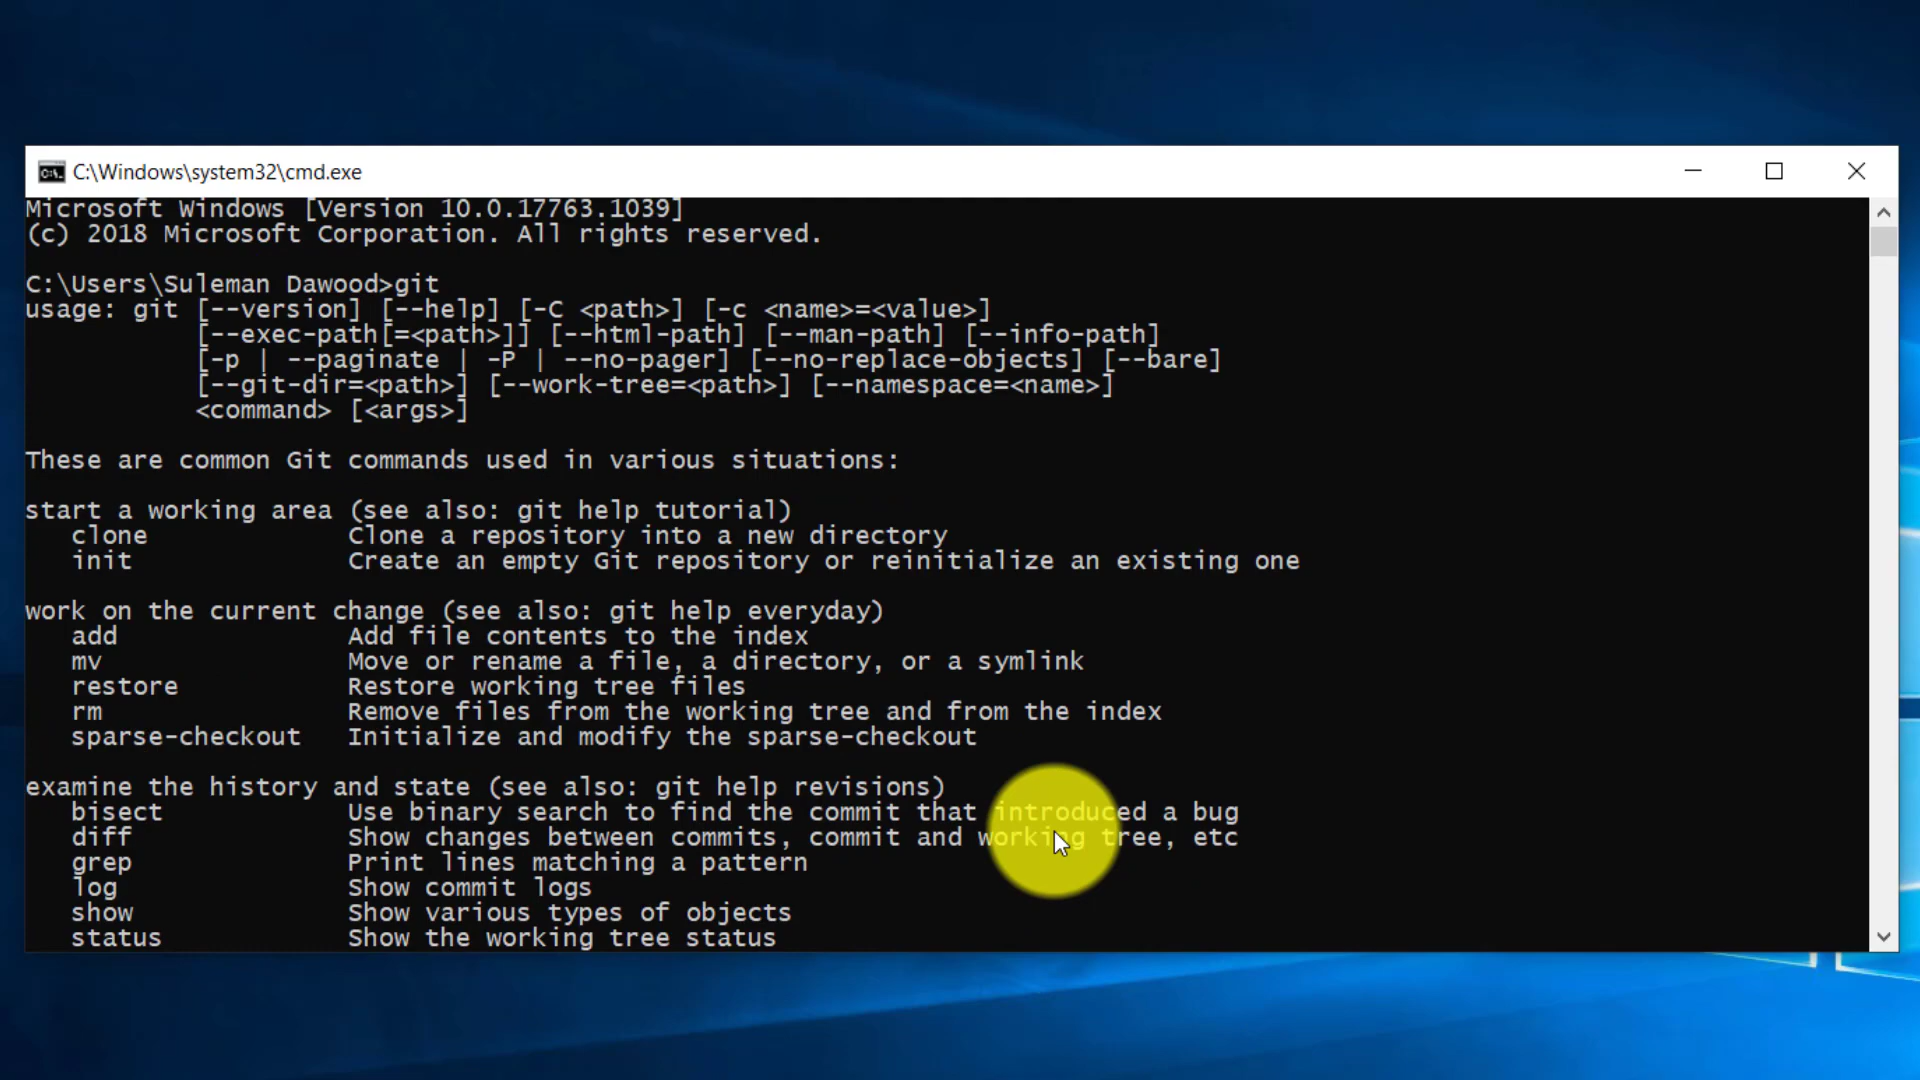 C:\Windows\system32\cmd.exe
Microsoft Windows [Version 10.0.17763.1039]
(c) 2018 Microsoft Corporation. All rights reserved.
C:\Users\Suleman Dawood>git
usage: git [--version] [--help] [-C <path>] [-c <name>=<value>]
[--exec-path[=<path>]] [--html-path] [--man-path] [--info-path]
[-p | --paginate | -P | --no-pager] [--no-replace-objects] [--bare]
[--git-dir=<path>] [--work-tree=<path>] [--namespace=<name>]
<command> [<args>]
These are common Git commands used in various situations:
start a working area (see also: git help tutorial)
clone Clone a repository into a new directory
init Create an empty Git repository or reinitialize an existing one
work on the current change (see also: git help everyday)
add Add file contents to the index
mv Move or rename a file, a directory, or a symlink
restore Restore working tree files
rm Remove files from the working tree and from the index
sparse-checkout Initialize and modify the sparse-checkout
examine the history and state (see also: git help revisions)
bisect Use binary search to find the commit that introduced a bug
diff Show changes between commits, commit and working tree, etc
grep Print lines matching a pattern
log Show commit logs
show Show various types of objects
status Show the working tree status